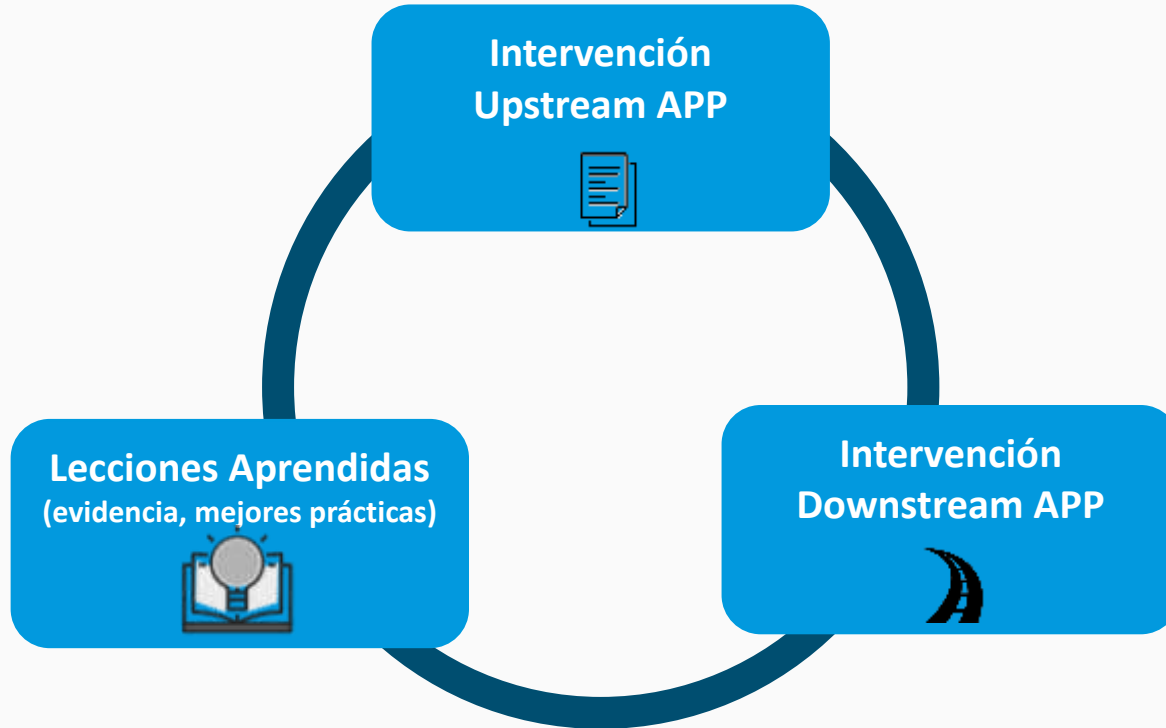 Intervención
Upstream APP
Lecciones Aprendidas
(evidencia, mejores prácticas)
Intervención
Downstream APP